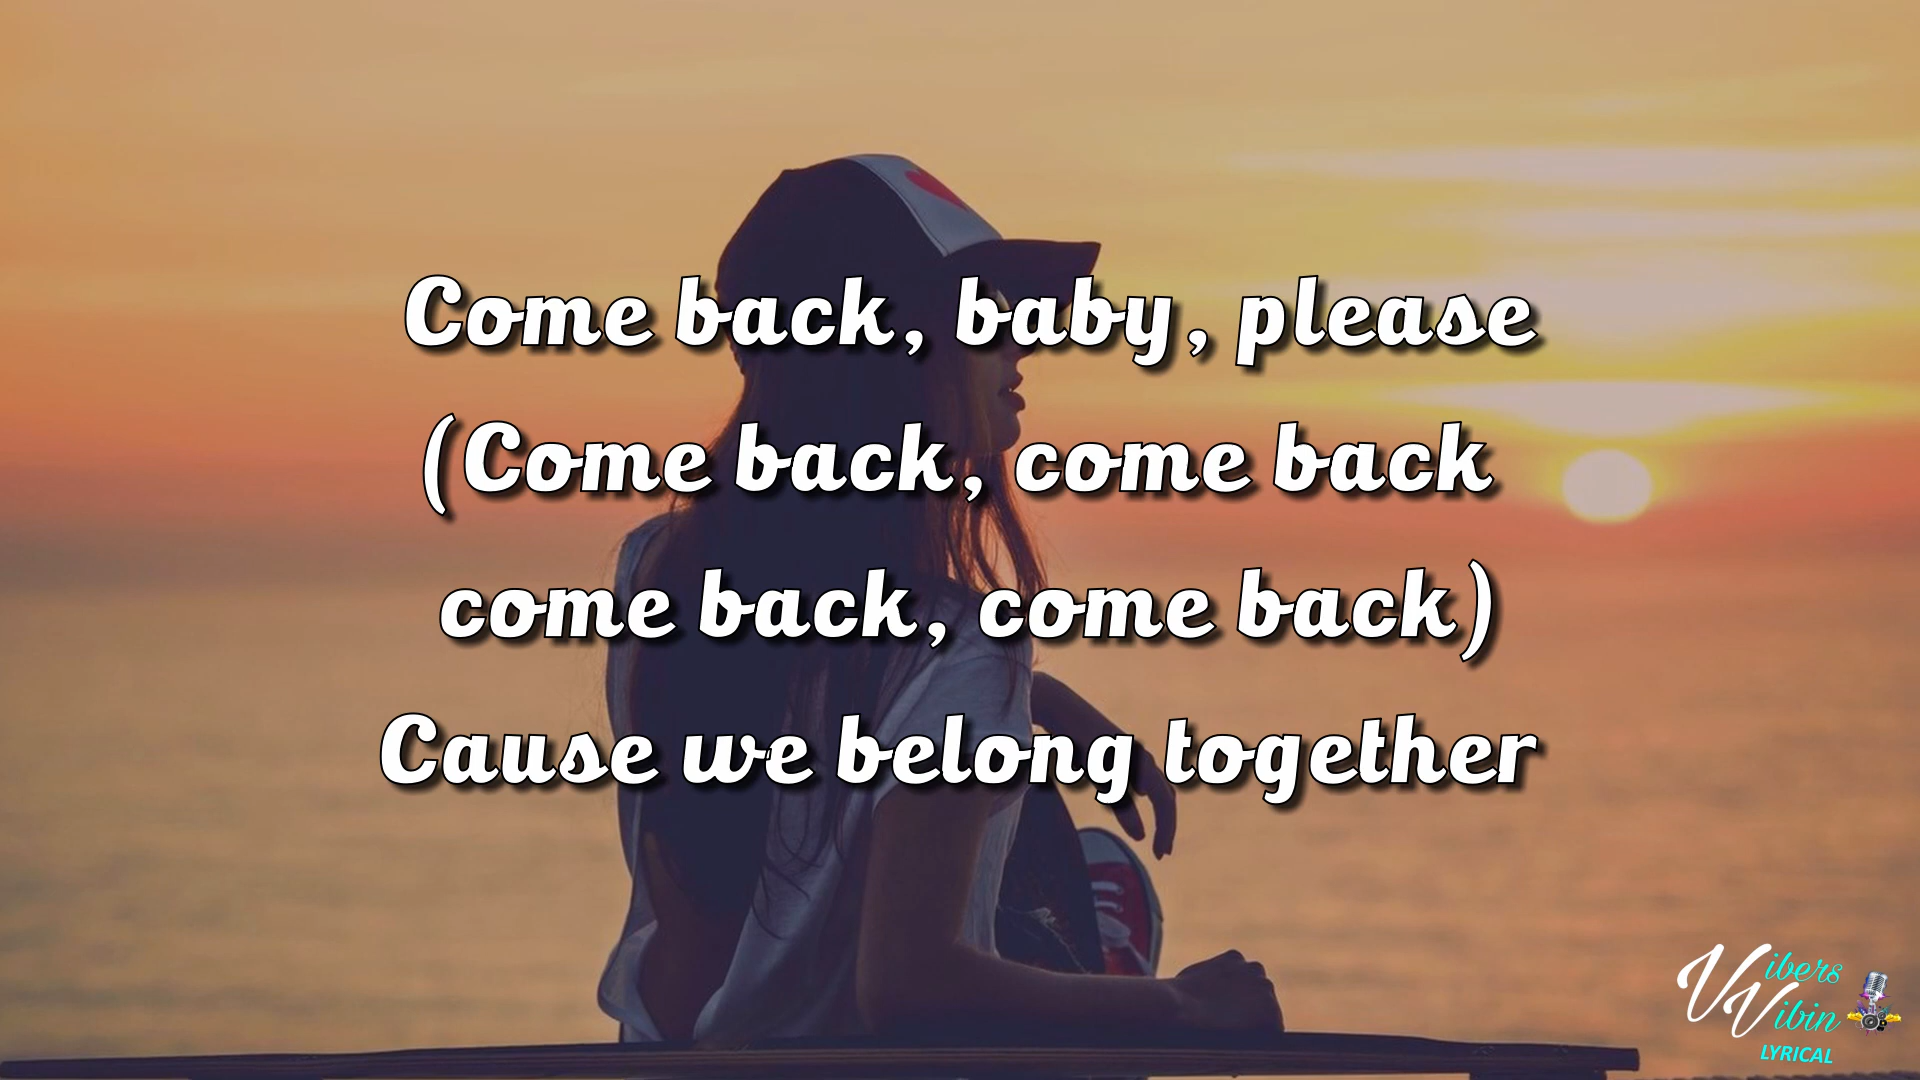 Come back, baby, please
(Come back, come back
come back, come back)
Cause we belong together
Vibers
Vibin
LYRICAL